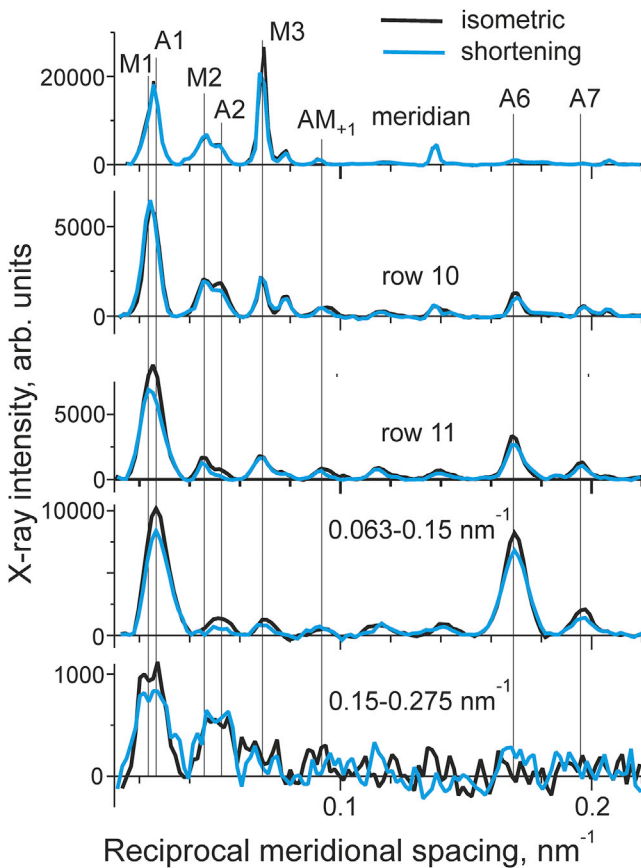 isometric
shortening
M1
A1
M2
A2
M3
AM+1
meridian
A6
A7
20000
0
5000
row 10
0
5000
row 11
0
10000
0.063-0.15 nm-1
0
1000
0.15-0.275 nm-1
0
0.1
0.2
X-ray intensity, arb. units
Reciprocal meridional spacing, nm-1